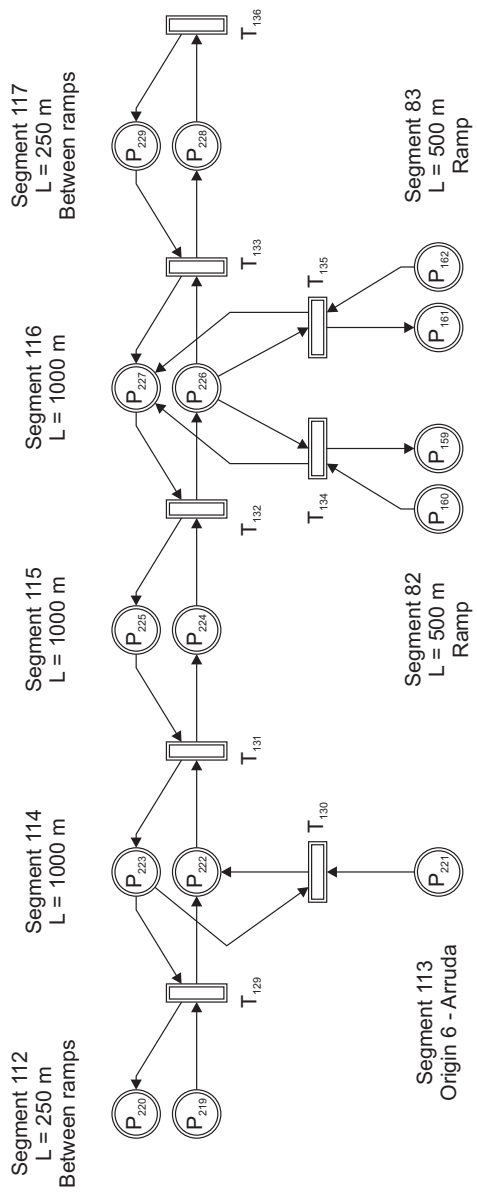 Segment 112
L = 250 m
Between ramps
Segment 114
L = 1000 m
Segment 115
L = 1000 m
Segment 116
L = 1000 m
Segment 117
L = 250 m
Between ramps
P220
P223
P225
P227
P229
P219
P222
P224
P226
P228
T129
T131
T132
T133
T136
T130
T134
T135
P221
P160
P159
P161
P162
Segment 113
Origin 6 - Arruda
Segment 82
L = 500 m
Ramp
Segment 83
L = 500 m
Ramp